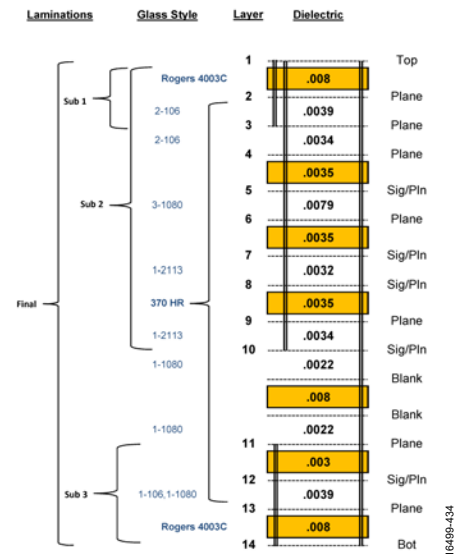 Laminations Glass Style Layer Dielectric
1 Top
Rogers 4003C .008
Sub 1 2 Plane
2-106 .0039
3 Plane
2-106 .0034
4 Plane
.0035
5 Sig/Pln
Sub 2 3-1080 .0079
6 Plane
.0035
7 Sig/Pln
1-2113 .0032
8 Sig/Pln
Final 370 HR .0035
9 Plane
1-2113 .0034
10 Sig/Pln
1-1080 .0022
Blank
.008
Blank
1-1080 .0022
11 Plane
.003
12 Sig/Pln
Sub 3 1-106,1-1080 .0039
13 Plane
Rogers 4003C .008
14 Bot
16499-434